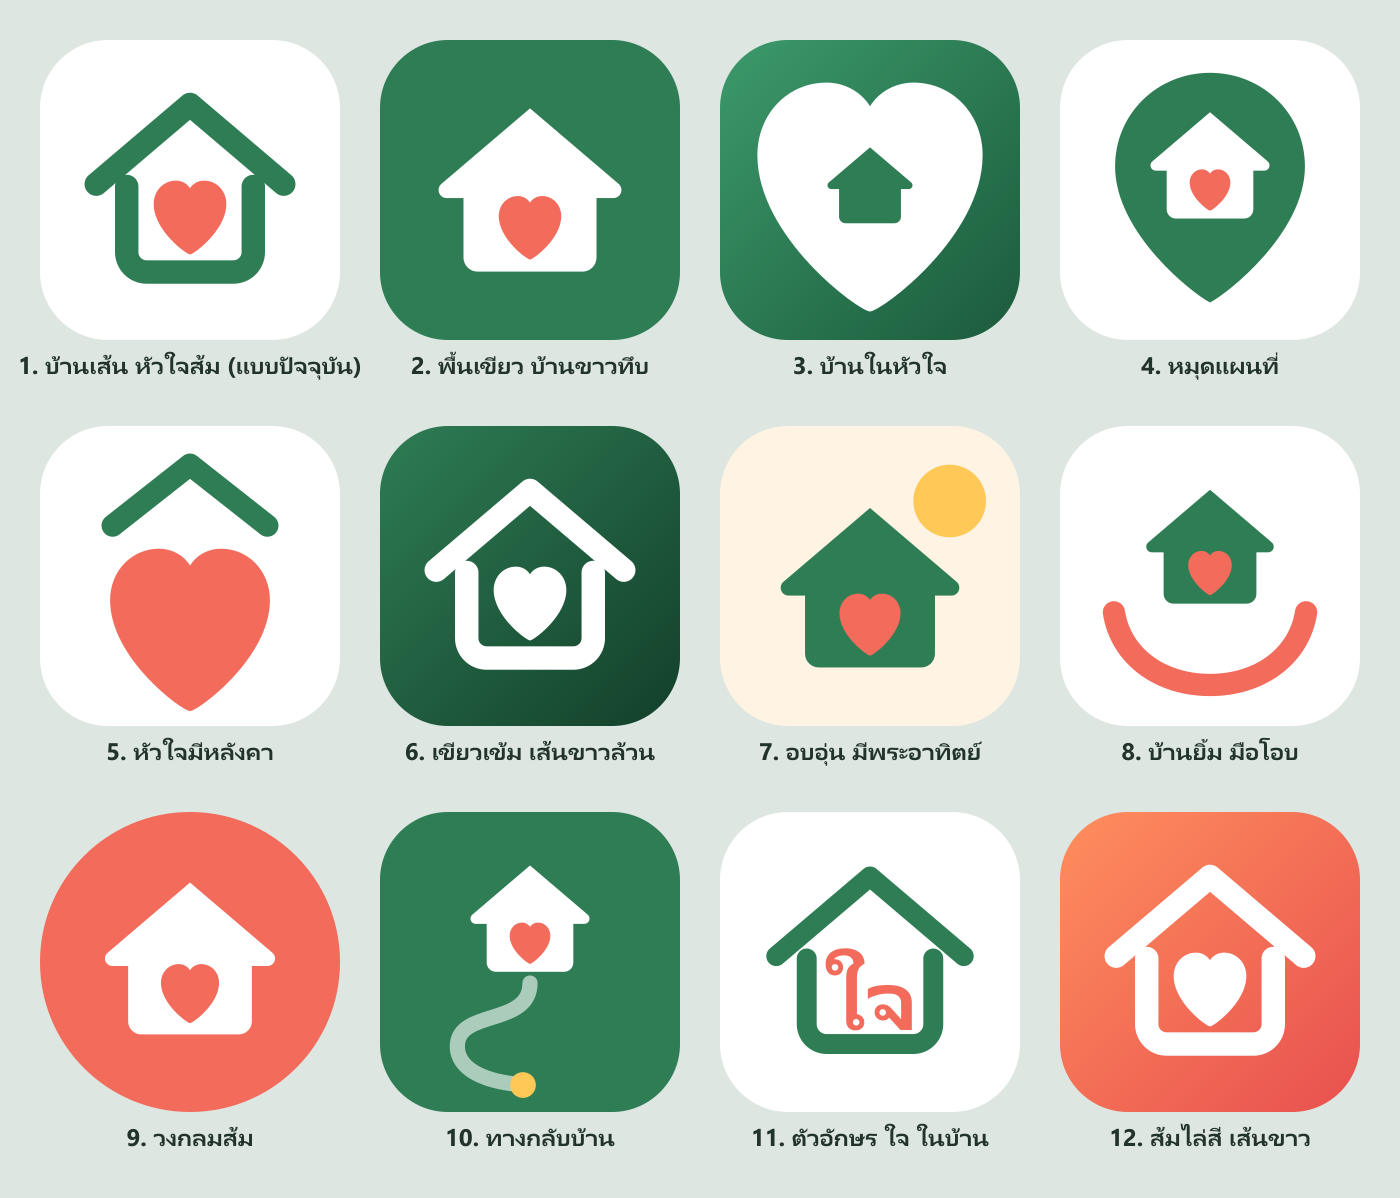 1. บ้านเส้น หัวใจส้ม (แบบปัจจุบัน)
2. พื้นเขียว บ้านขาวทึบ
3. บ้านในหัวใจ
4. หมุดแผนที่
5. หัวใจมีหลังคา
6. เขียวเข้ม เส้นขาวล้วน
7. อบอุ่น มีพระอาทิตย์
8. บ้านยิ้ม มือโอบ
ใจ
9. วงกลมส้ม
10. ทางกลับบ้าน
11. ตัวอักษร ใจ ในบ้าน
12. ส้มไล่สี เส้นขาว